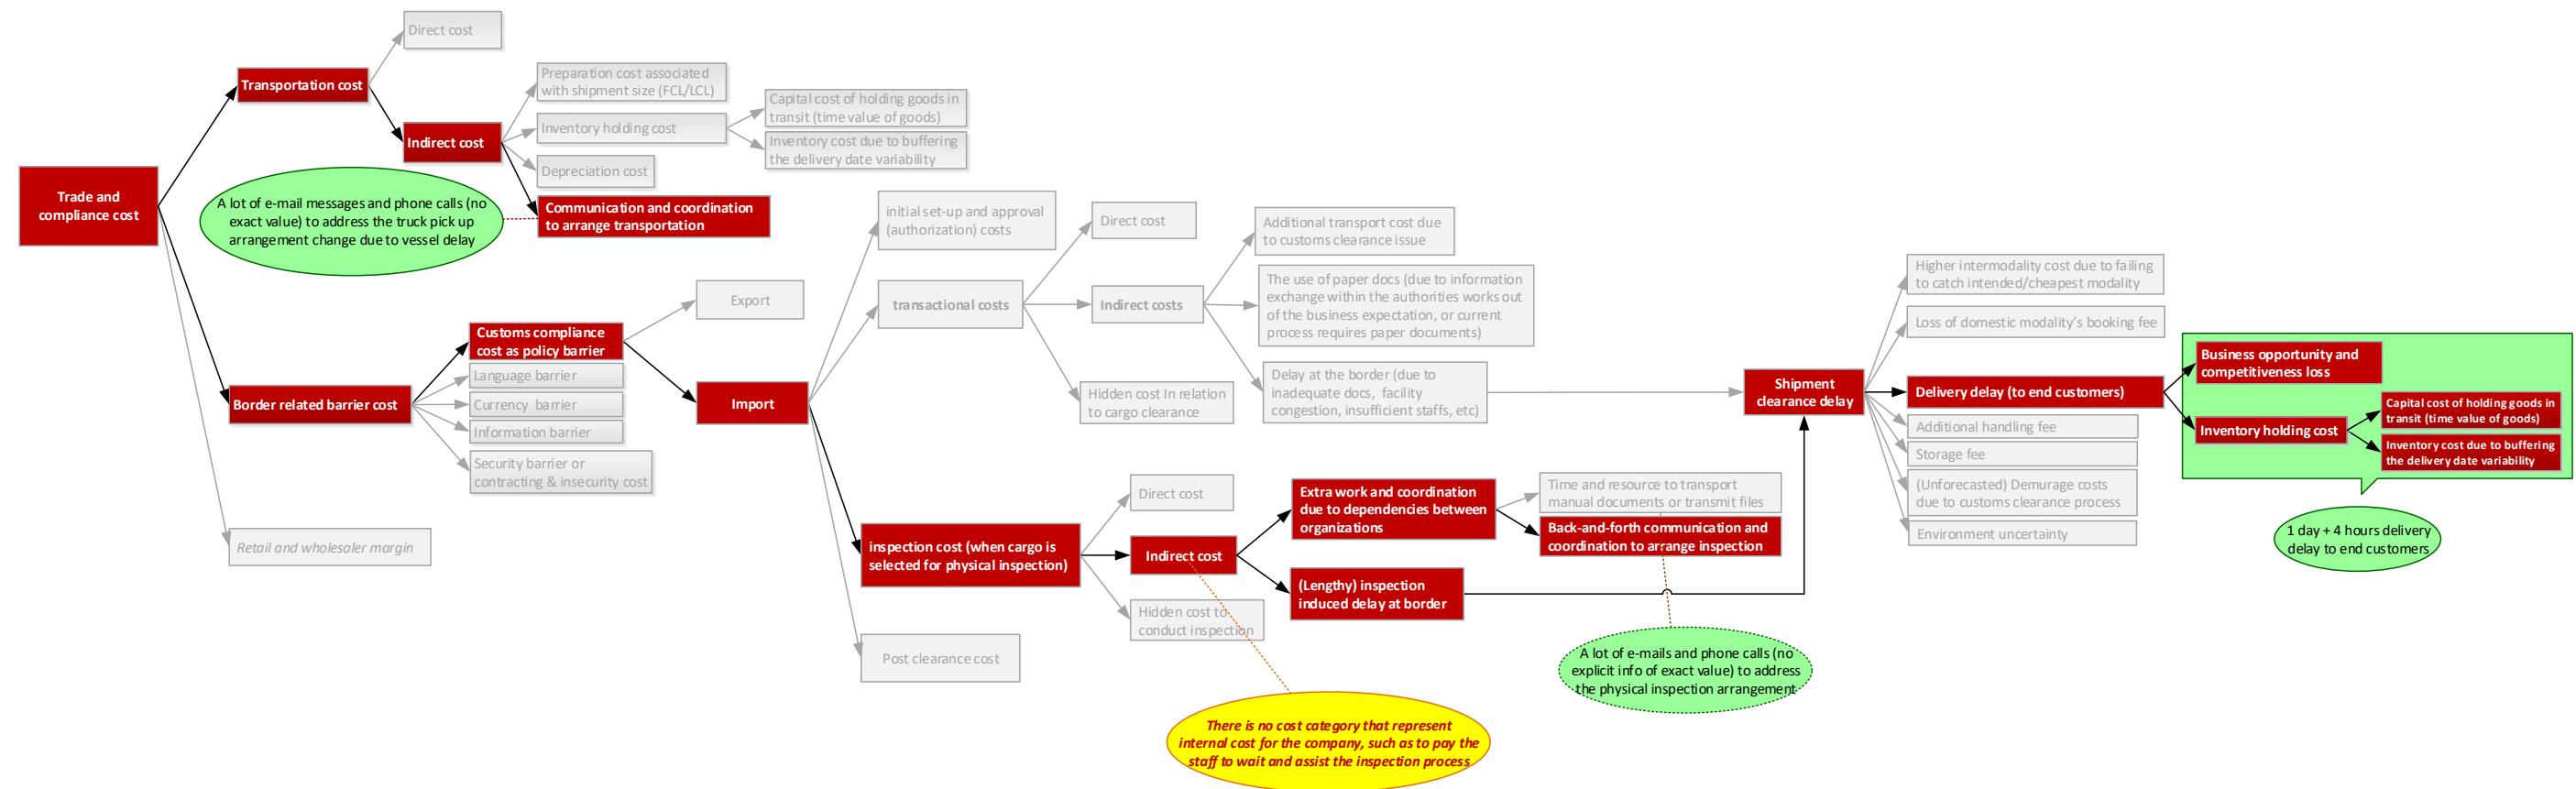 Direct cost
Transportation cost
Preparation cost associated
with shipment size (FCL/LCL)
Capital cost of holding goods in
transit (time value of goods)
Inventory holding cost
Indirect cost
Inventory cost due to buffering
the delivery date variability
Depreciation cost
Trade and
compliance cost
A lot of e-mail messages and phone calls (no
exact value) to address the truck pick up
arrangement change due to vessel delay
Communication and coordination
to arrange transportation
initial set-up and approval
(authorization) costs
Direct cost
Additional transport cost due
to customs clearance issue
Export
transactional costs
Indirect costs
The use of paper docs (due to information
exchange within the authorities works out
of the business expectation, or current
process requires paper documents)
Higher intermodality cost due to failing
to catch intended/cheapest modality
Loss of domestic modality's booking fee
Customs compliance
cost as policy barrier
Language barrier
Border related barrier cost
Currency barrier
Information barrier
Security barrier or
contracting & insecurity cost
Import
Hidden cost In relation
to cargo clearance
Delay at the border (due to
inadequate docs, facility
congestion, insufficient staffs, etc)
Shipment
clearance delay
Delivery delay (to end customers)
Business opportunity and
competitiveness loss
Inventory holding cost
Capital cost of holding goods in
transit (time value of goods)
Inventory cost due to buffering
the delivery date variability
Additional handling fee
Storage fee
(Unforecasted) Demurage costs
due to customs clearance process
Environment uncertainty
1 day + 4 hours delivery
delay to end customers
Retail and wholesaler margin
inspection cost (when cargo is
selected for physical inspection)
Direct cost
Indirect cost
Hidden cost to
conduct inspection
Extra work and coordination
due to dependencies between
organizations
Time and resource to transport
manual documents or transmit files
Back-and-forth communication and
coordination to arrange inspection
(Lengthy) inspection
induced delay at border
Post clearance cost
A lot of e-mails and phone calls (no
explicit info of exact value) to address
the physical inspection arrangement
There is no cost category that represent
internal cost for the company, such as to pay the
staff to wait and assist the inspection process